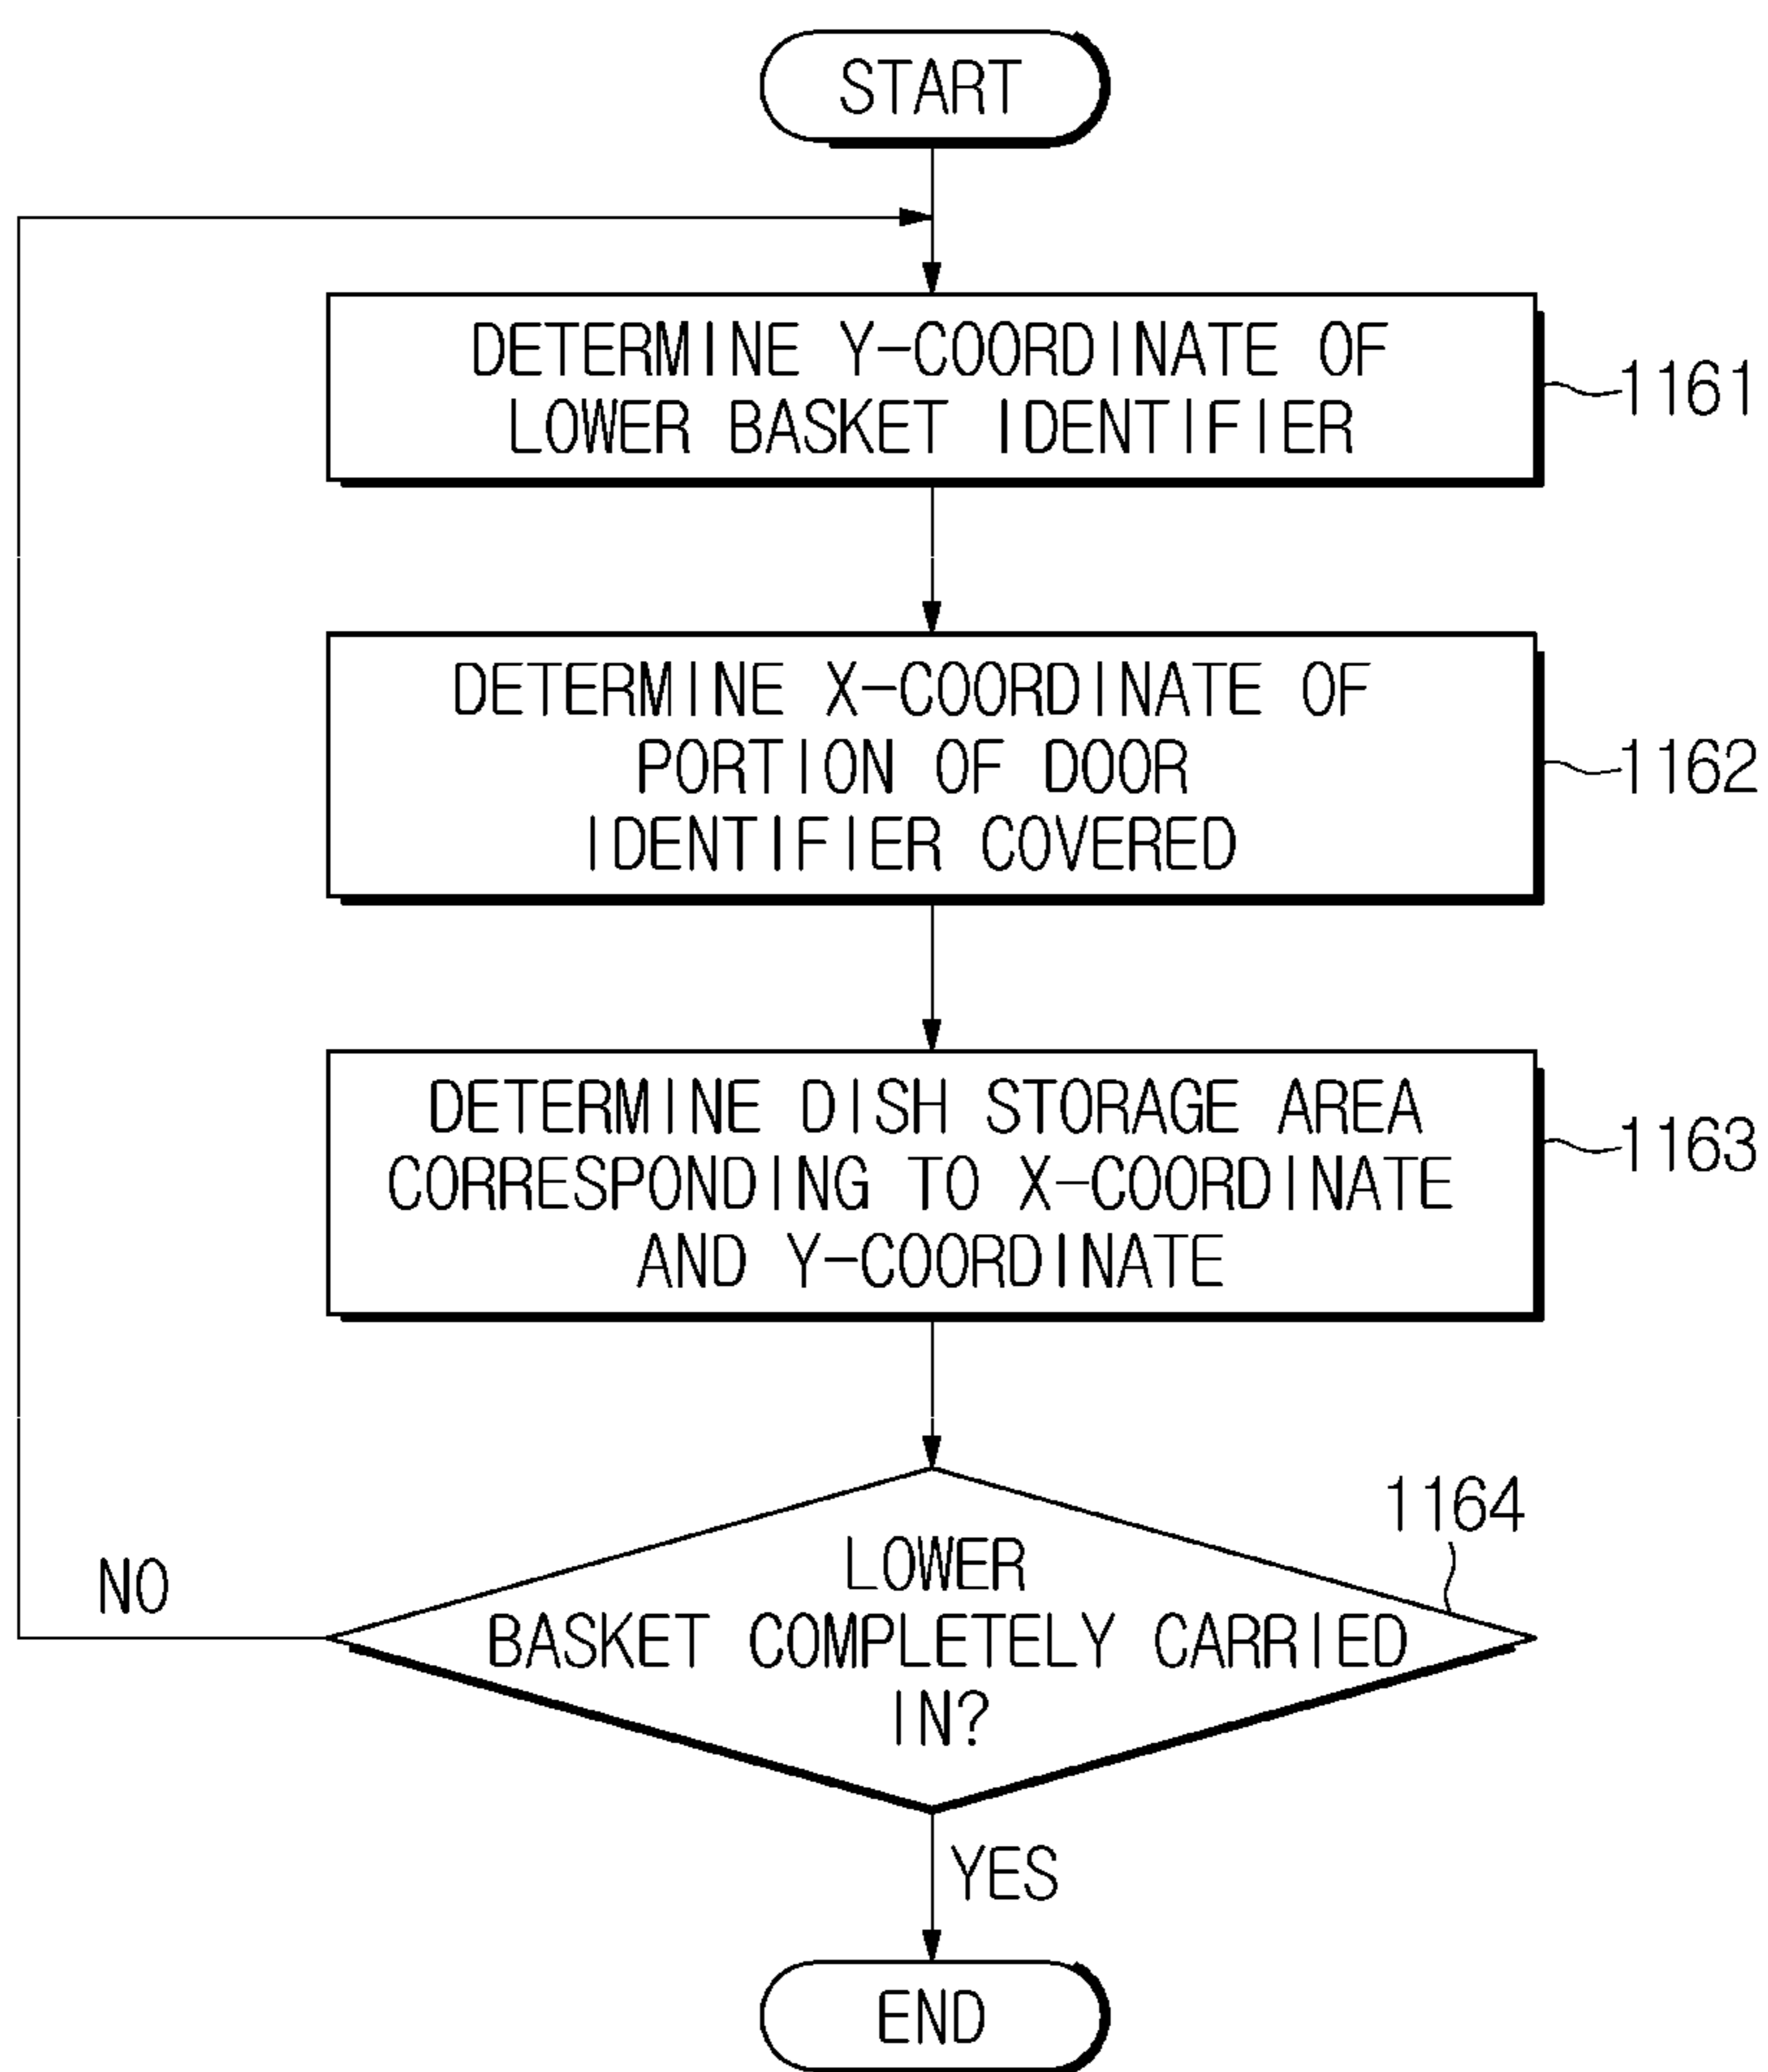 START
DETERMINE Y-COORDINATE OF
LOWER BASKET IDENTIFIER
1161
DETERMINE X-COORDINATE OF
PORTION OF DOOR
IDENTIFIER COVERED
1162
DETERMINE DISH STORAGE AREA
CORRESPONDING TO X-COORDINATE
AND Y-COORDINATE
1163
1164
LOWER
BASKET COMPLETELY CARRIED
IN?
NO
YES
END